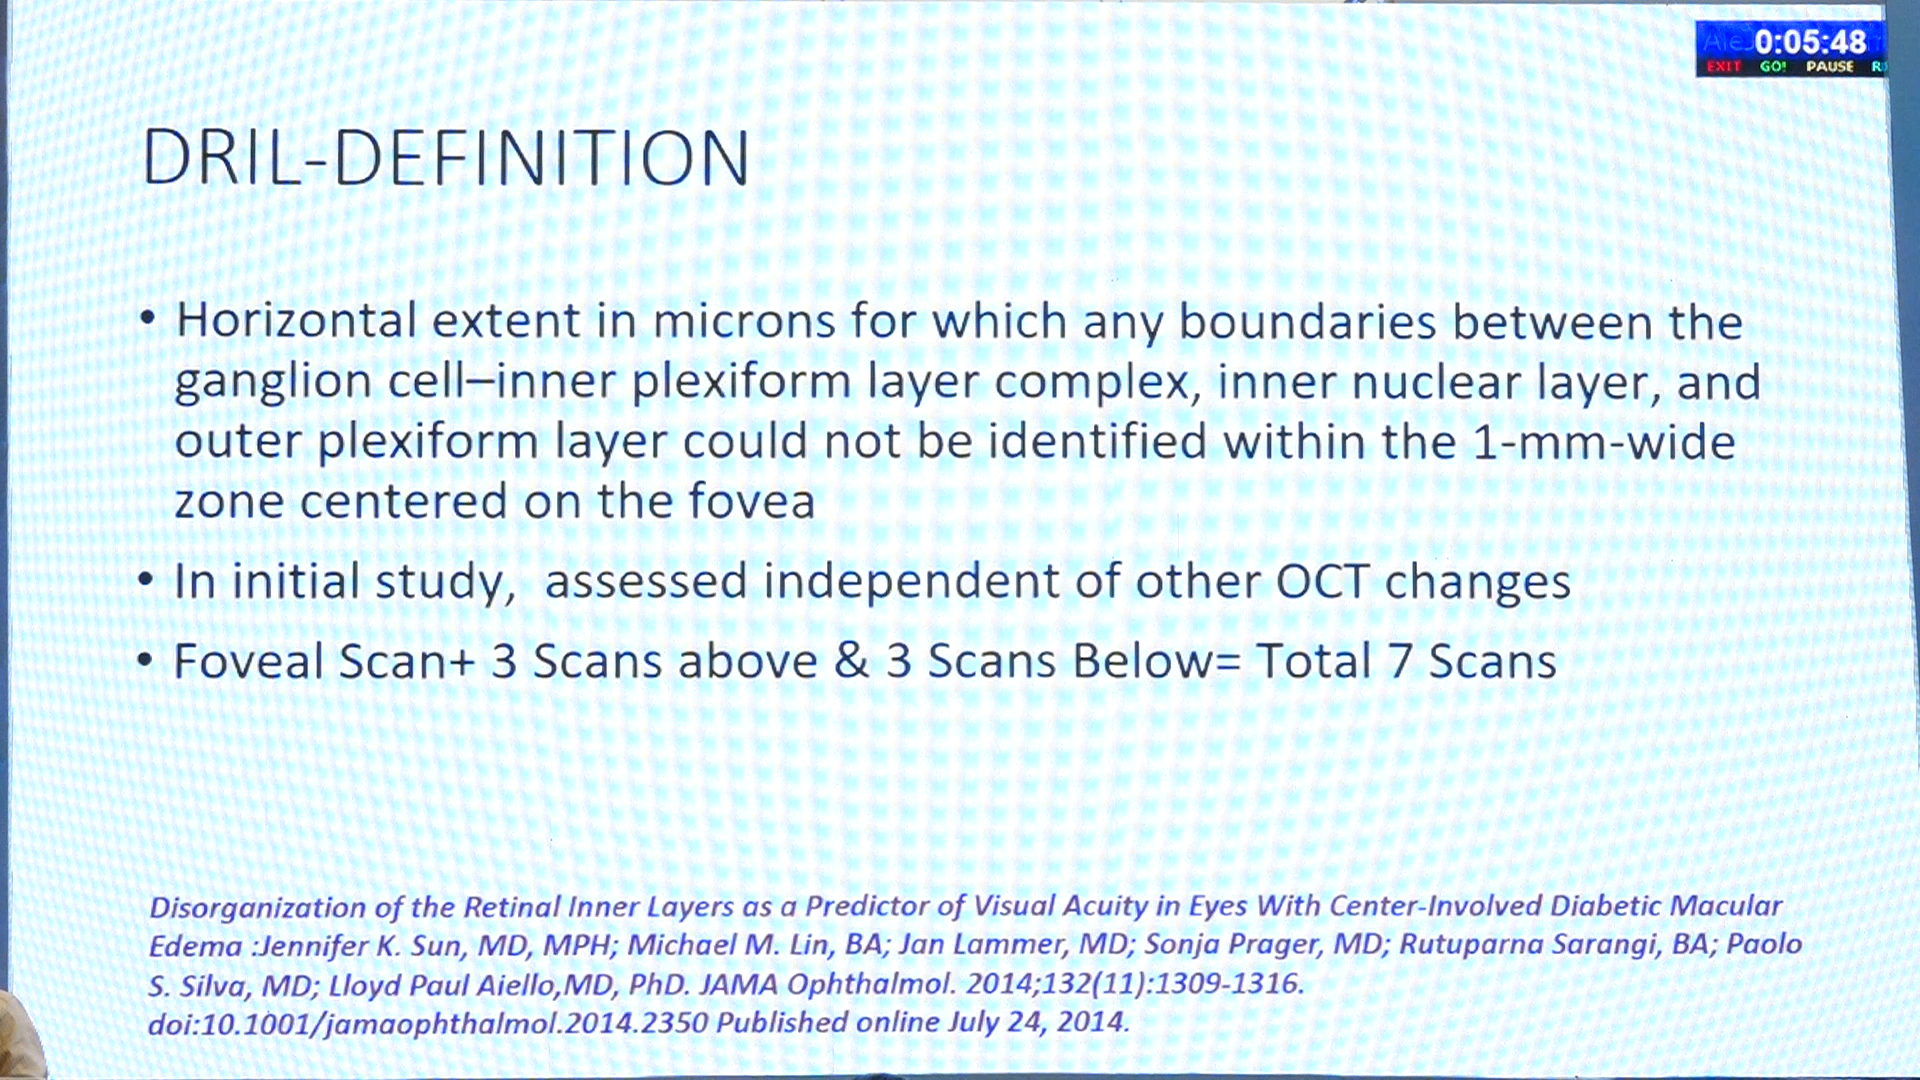 0:05:48
EXIT GO! PAUSE
DRIL-DEFINITION
• Horizontal extent in microns for which any boundaries between the
ganglion cell–inner plexiform layer complex, inner nuclear layer, and
outer plexiform layer could not be identified within the 1-mm-wide
zone centered on the fovea
• In initial study, assessed independent of other OCT changes
• Foveal Scan+ 3 Scans above & 3 Scans Below= Total 7 Scans
Disorganization of the Retinal Inner Layers as a Predictor of Visual Acuity in Eyes With Center-Involved Diabetic Macular
Edema :Jennifer K. Sun, MD, MPH; Michael M. Lin, BA; Jan Lammer, MD; Sonja Prager, MD; Rutuparna Sarangi, BA; Paolo
S. Silva, MD; Lloyd Paul Aiello,MD, PhD. JAMA Ophthalmol. 2014;132(11):1309-1316.
doi:10.1001/jamaophthalmol.2014.2350 Published online July 24, 2014.